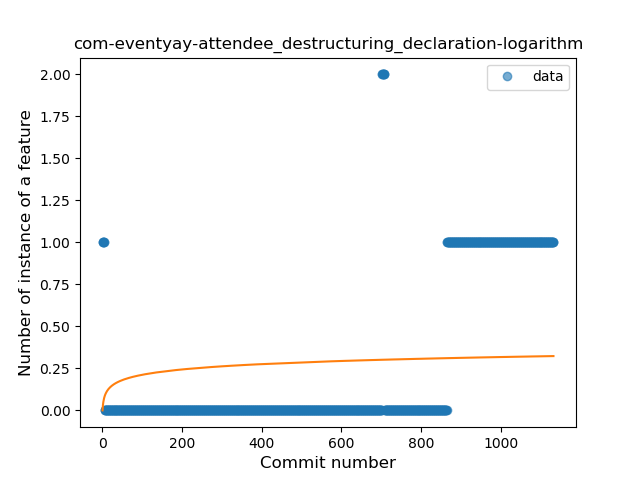 com-eventyay-attendee_destructuring_declaration-logarithm
data
Number of instance of a feature
2.00
1.75
1.50
1.25
1.00
0.75
0.50
0.25
0.00
0 200 400 600 800 1000
Commit number